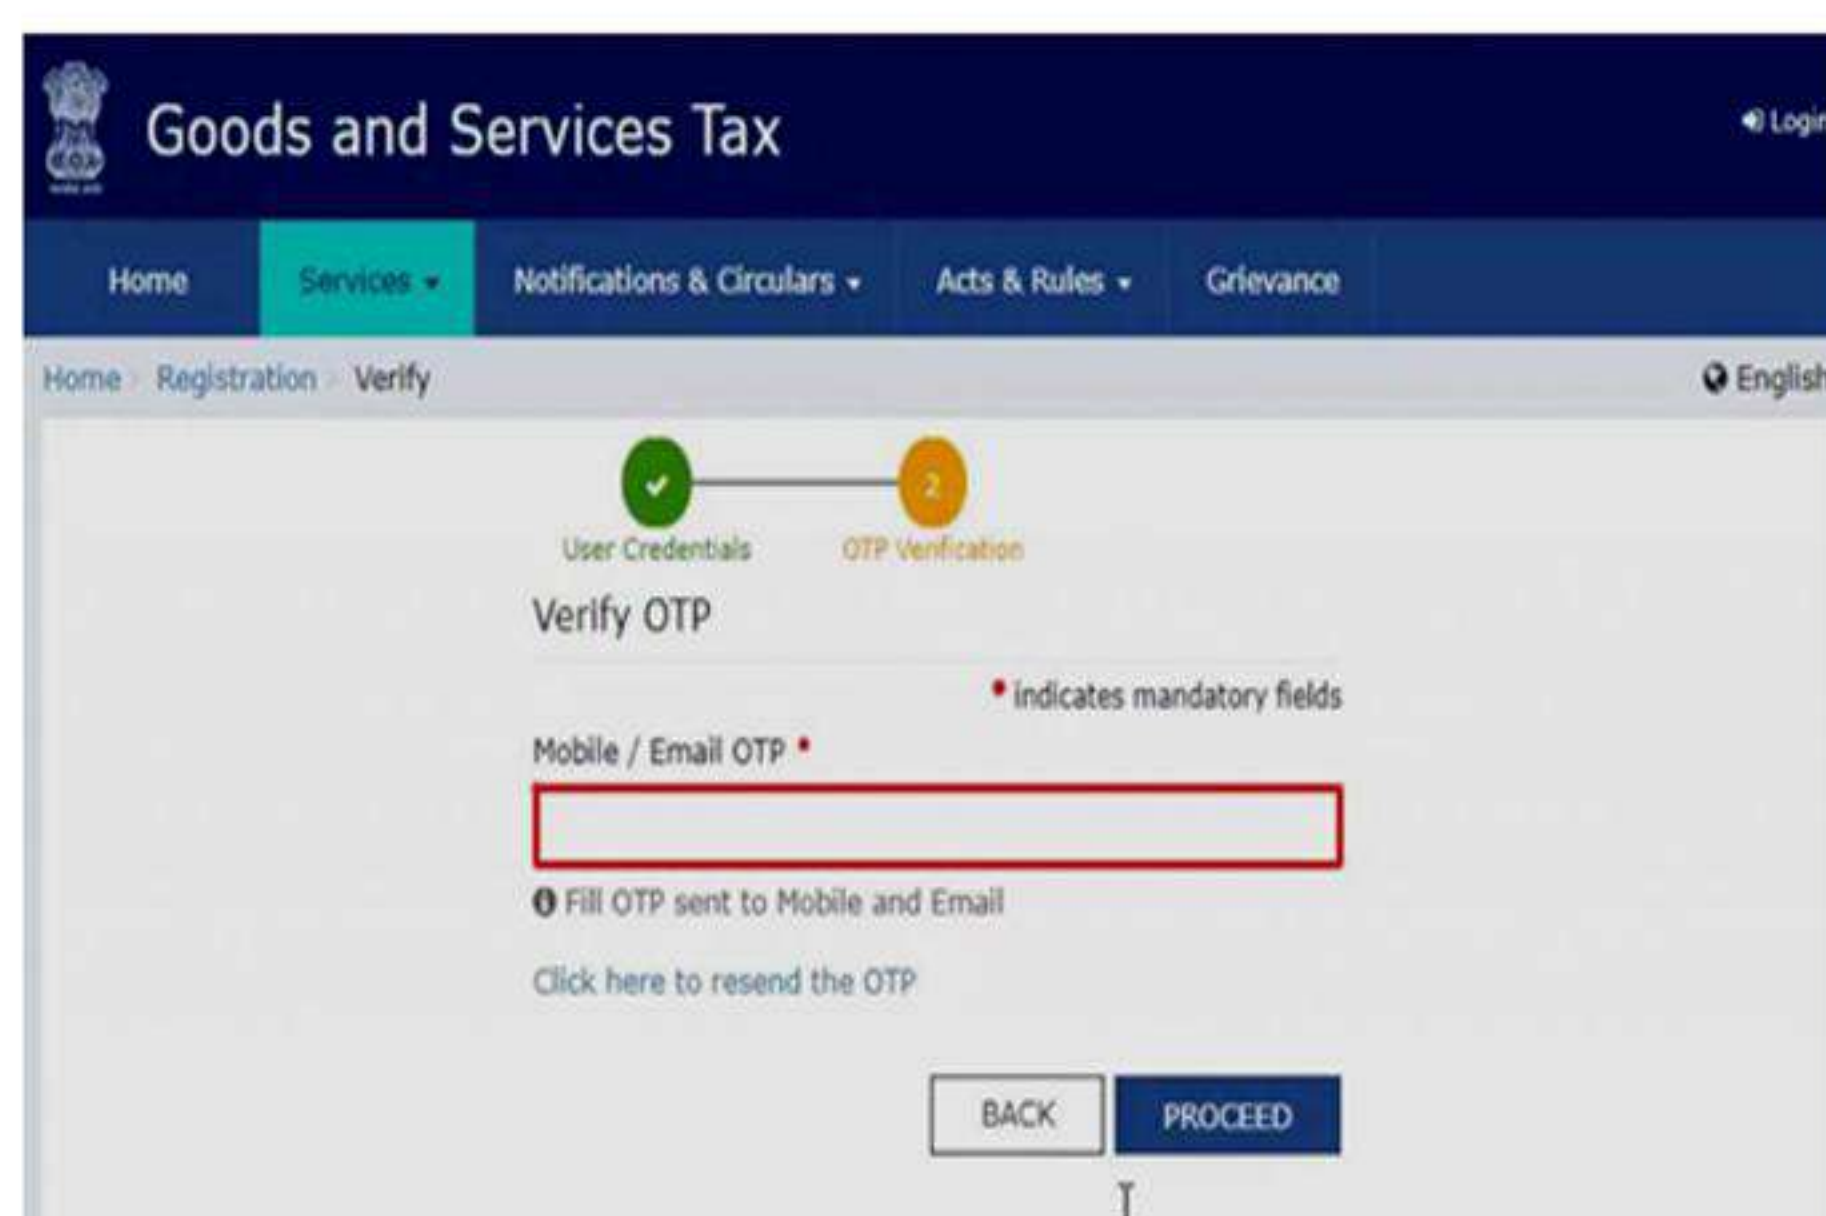 Goods and Services Tax
Login
Home Services Notifications & Circulars Acts & Rules Grievance
Home Registration Verify
English
2
User Credentials OTP Verification
Verify OTP
• indicates mandatory fields
Mobile / Email OTP •
Fill OTP sent to Mobile and Email
Click here to resend the OTP
BACK PROCEED